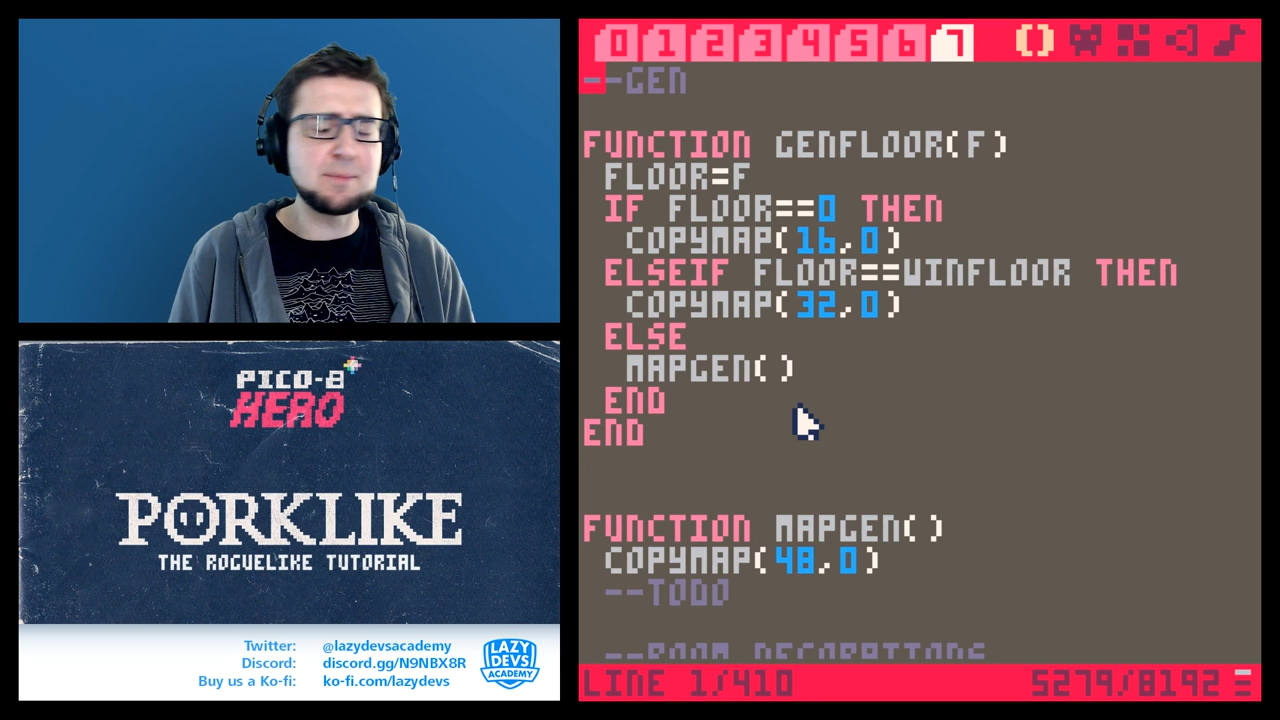 PICO-8
HERO
PORKLIKE
THE ROGUELIKE TUTORIAL
Twitter: @lazydevsacademy
Discord: discord.gg/N9NBX8R
Buy us a Ko-fi: ko-fi.com/lazydevs
LAZY
DEVS
ACADEMY
0 1 2 3 4 5 6 7 ()
--GEN
FUNCTION GENFLOOR(F)
FLOOR=F
IF FLOOR==0 THEN
COPYMAP(16,0)
ELSEIF FLOOR==WINFLOOR THEN
COPYMAP(32,0)
ELSE
MAPGEN()
END
END
FUNCTION MAPGEN()
COPYMAP(48,0)
--TODO
LINE 1/410 5279/8192